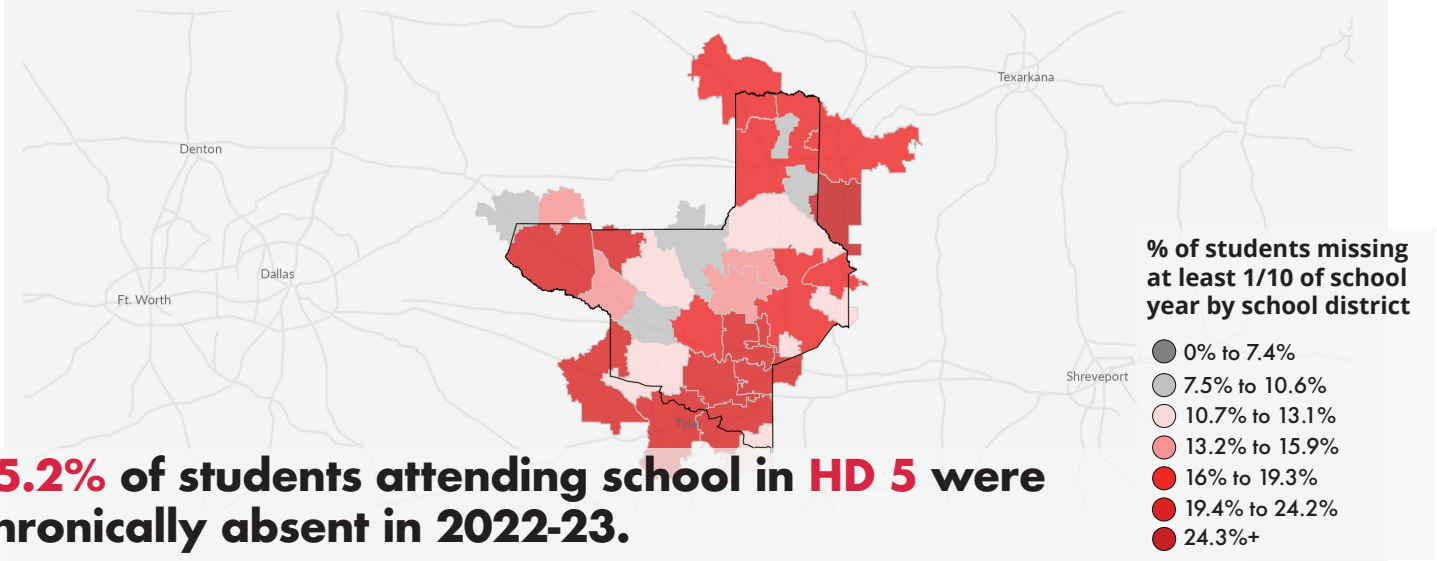 Texarkana
Denton
Dallas
Ft. Worth
Shreveport
Tyler
% of students missing
at least 1/10 of school
year by school district
0% to 7.4%
7.5% to 10.6%
10.7% to 13.1%
13.2% to 15.9%
16% to 19.3%
19.4% to 24.2%
24.3%+
5.2% of students attending school in HD 5 were
hronically absent in 2022-23.